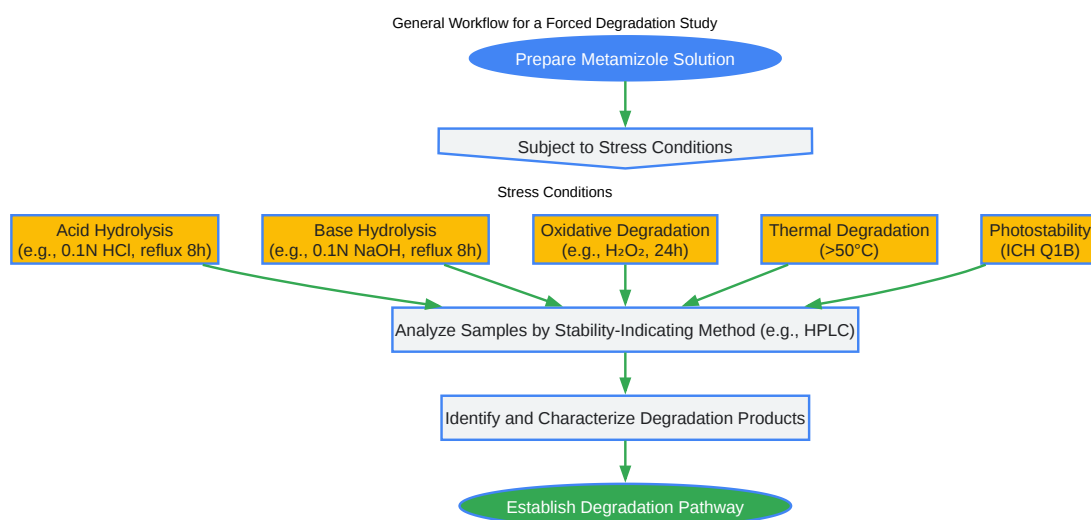 General Workflow for a Forced Degradation Study
Prepare Metamizole Solution
Subject to Stress Conditions
Stress Conditions
Acid Hydrolysis
(e.g., 0.1N HCl, reflux 8h)
Base Hydrolysis
(e.g., 0.1N NaOH, reflux 8h)
Oxidative Degradation
(e.g., H₂O₂, 24h)
Thermal Degradation
(>50°C)
Photostability
(ICH Q1B)
Analyze Samples by Stability-Indicating Method (e.g., HPLC)
Identify and Characterize Degradation Products
Establish Degradation Pathway